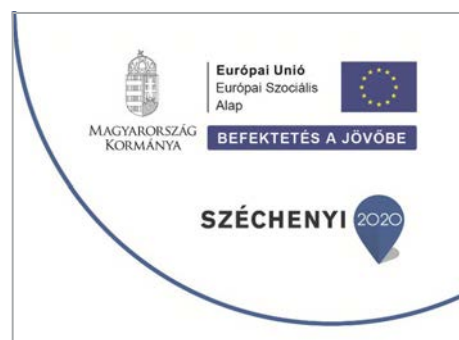 Európai Unió
Európai Szociális
Alap
MAGYARORSZÁG
KORMÁNYA
BEFEKTETÉS A JÖVŐBE
SZÉCHENYI 2020